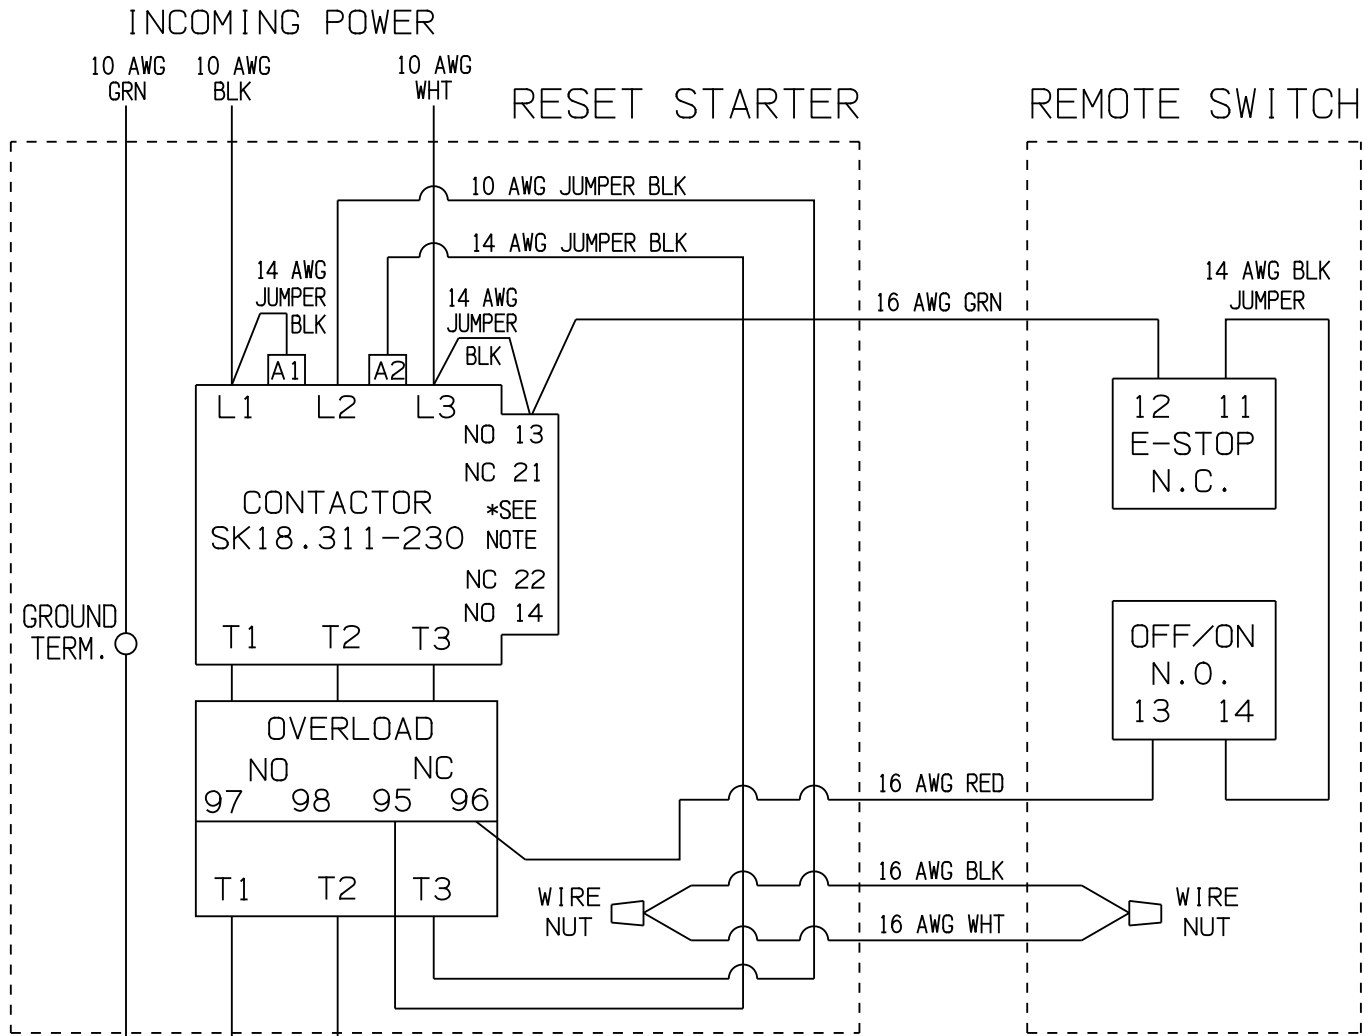 INCOMING POWER
10 AWG
GRN
10 AWG
BLK
10 AWG
WHT
RESET STARTER
REMOTE SWITCH
10 AWG JUMPER BLK
14 AWG JUMPER BLK
14 AWG
JUMPER
BLK
14 AWG
JUMPER
BLK
16 AWG GRN
14 AWG BLK
JUMPER
A1
A2
L1
L2
L3
NO 13
NC 21
*SEE
NOTE
NC 22
NO 14
CONTACTOR
SK18.311-230
T1
T2
T3
GROUND
TERM.
12 11
E-STOP
N.C.
OFF/ON
N.O.
13 14
OVERLOAD
NO
NC
97 98 95 96
T1 T2 T3
16 AWG RED
16 AWG BLK
16 AWG WHT
WIRE
NUT
WIRE
NUT